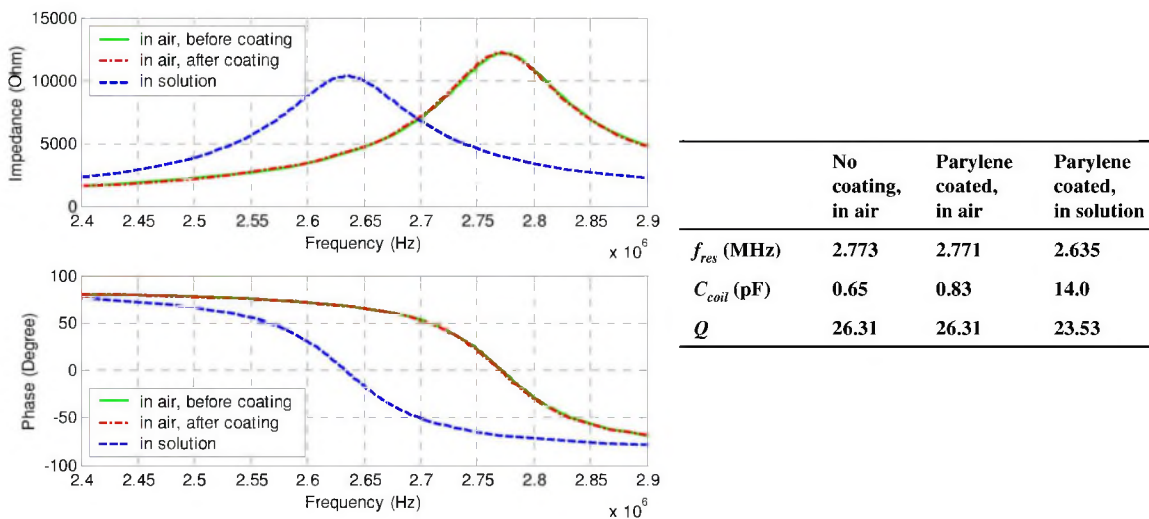 15000
10000
5000
0
Impedance (Ohm)
in air, before coating
in air, after coating
in solution
2.4 2.45 2.5 2.55 2.6 2.65 2.7 2.75 2.8 2.85 2.9
Frequency (Hz)
x 10⁶
100
50
0
-50
-100
Phase (Degree)
in air, before coating
in air, after coating
in solution
2.4 2.45 2.5 2.55 2.6 2.65 2.7 2.75 2.8 2.85 2.9
Frequency (Hz)
x 10⁶
No coating, in air Parylene coated, in air Parylene coated, in solution
f_res (MHz) 2.773 2.771 2.635
C_coil (pF) 0.65 0.83 14.0
Q 26.31 26.31 23.53